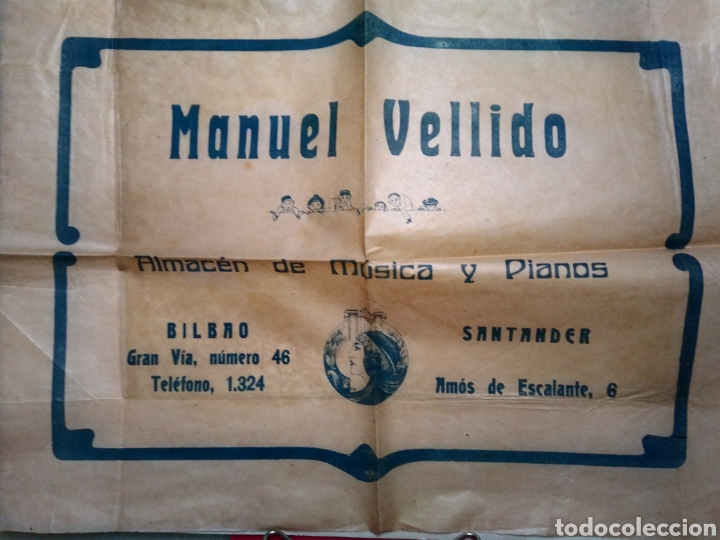 Manuel Vellido
Almacén de Música y Pianos
BILBAO
Gran Vía, número 46
Teléfono, 1.324
SANTANDER
Amós de Escalante, 6
todocoleccion